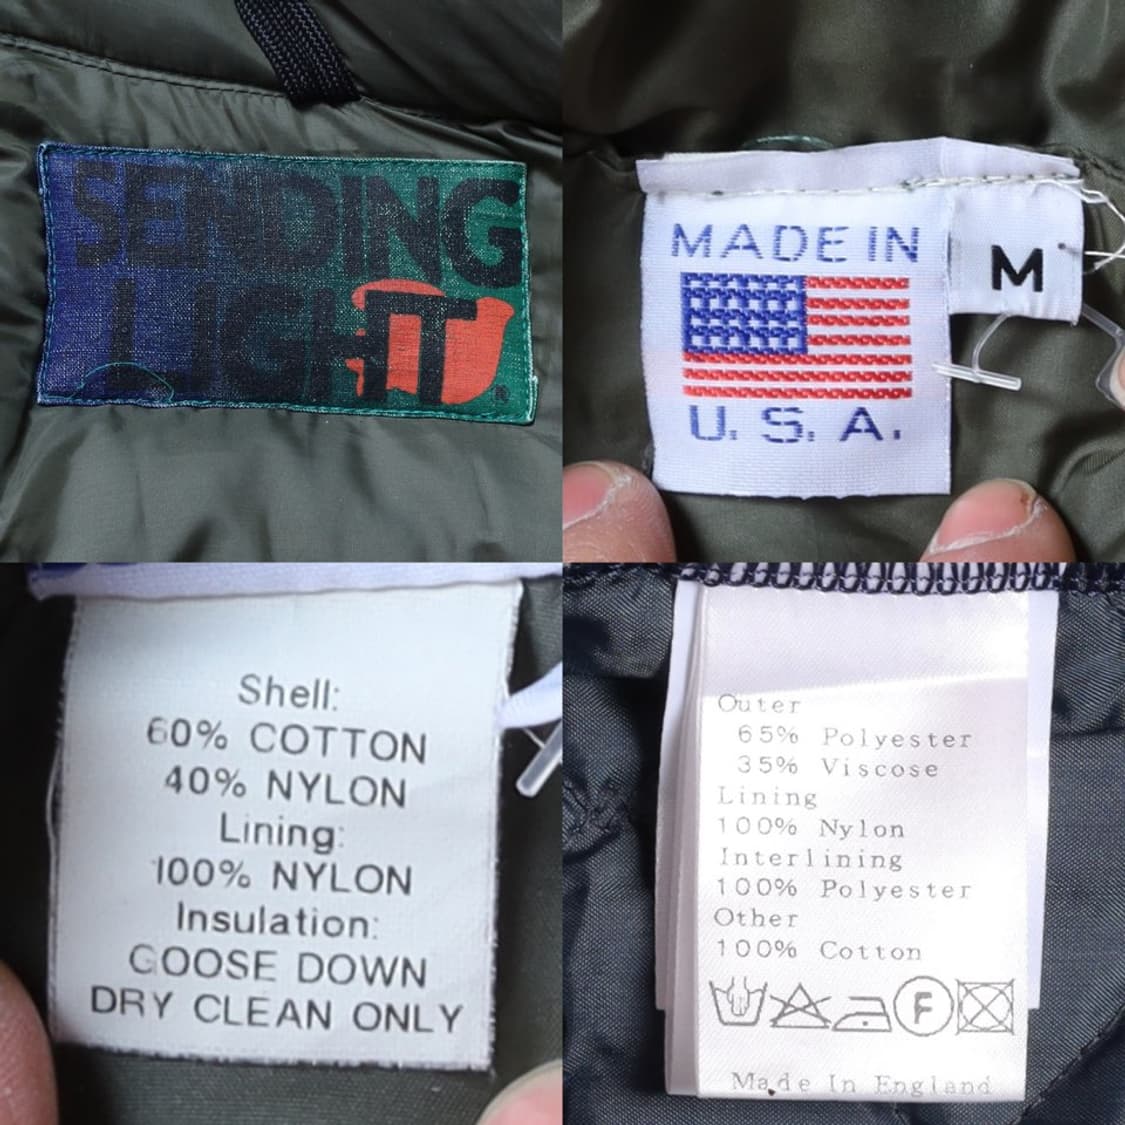 SENDING
LIGHT
®
MADE IN
U. S. A.
M
Shell:
60% COTTON
40% NYLON
Lining:
100% NYLON
Insulation:
GOOSE DOWN
DRY CLEAN ONLY
Outer
65% Polyester
35% Viscose
Lining
100% Nylon
Interlining
100% Polyester
Other
100% Cotton
F
Made In England